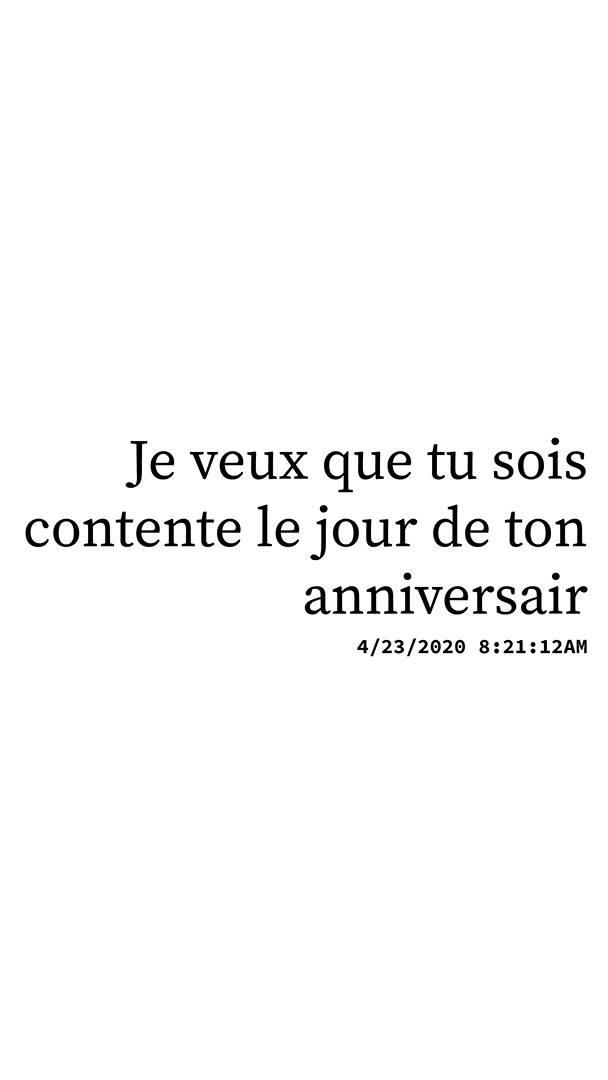 Je veux que tu sois
contente le jour de ton
anniversair
4/23/2020 8:21:12AM